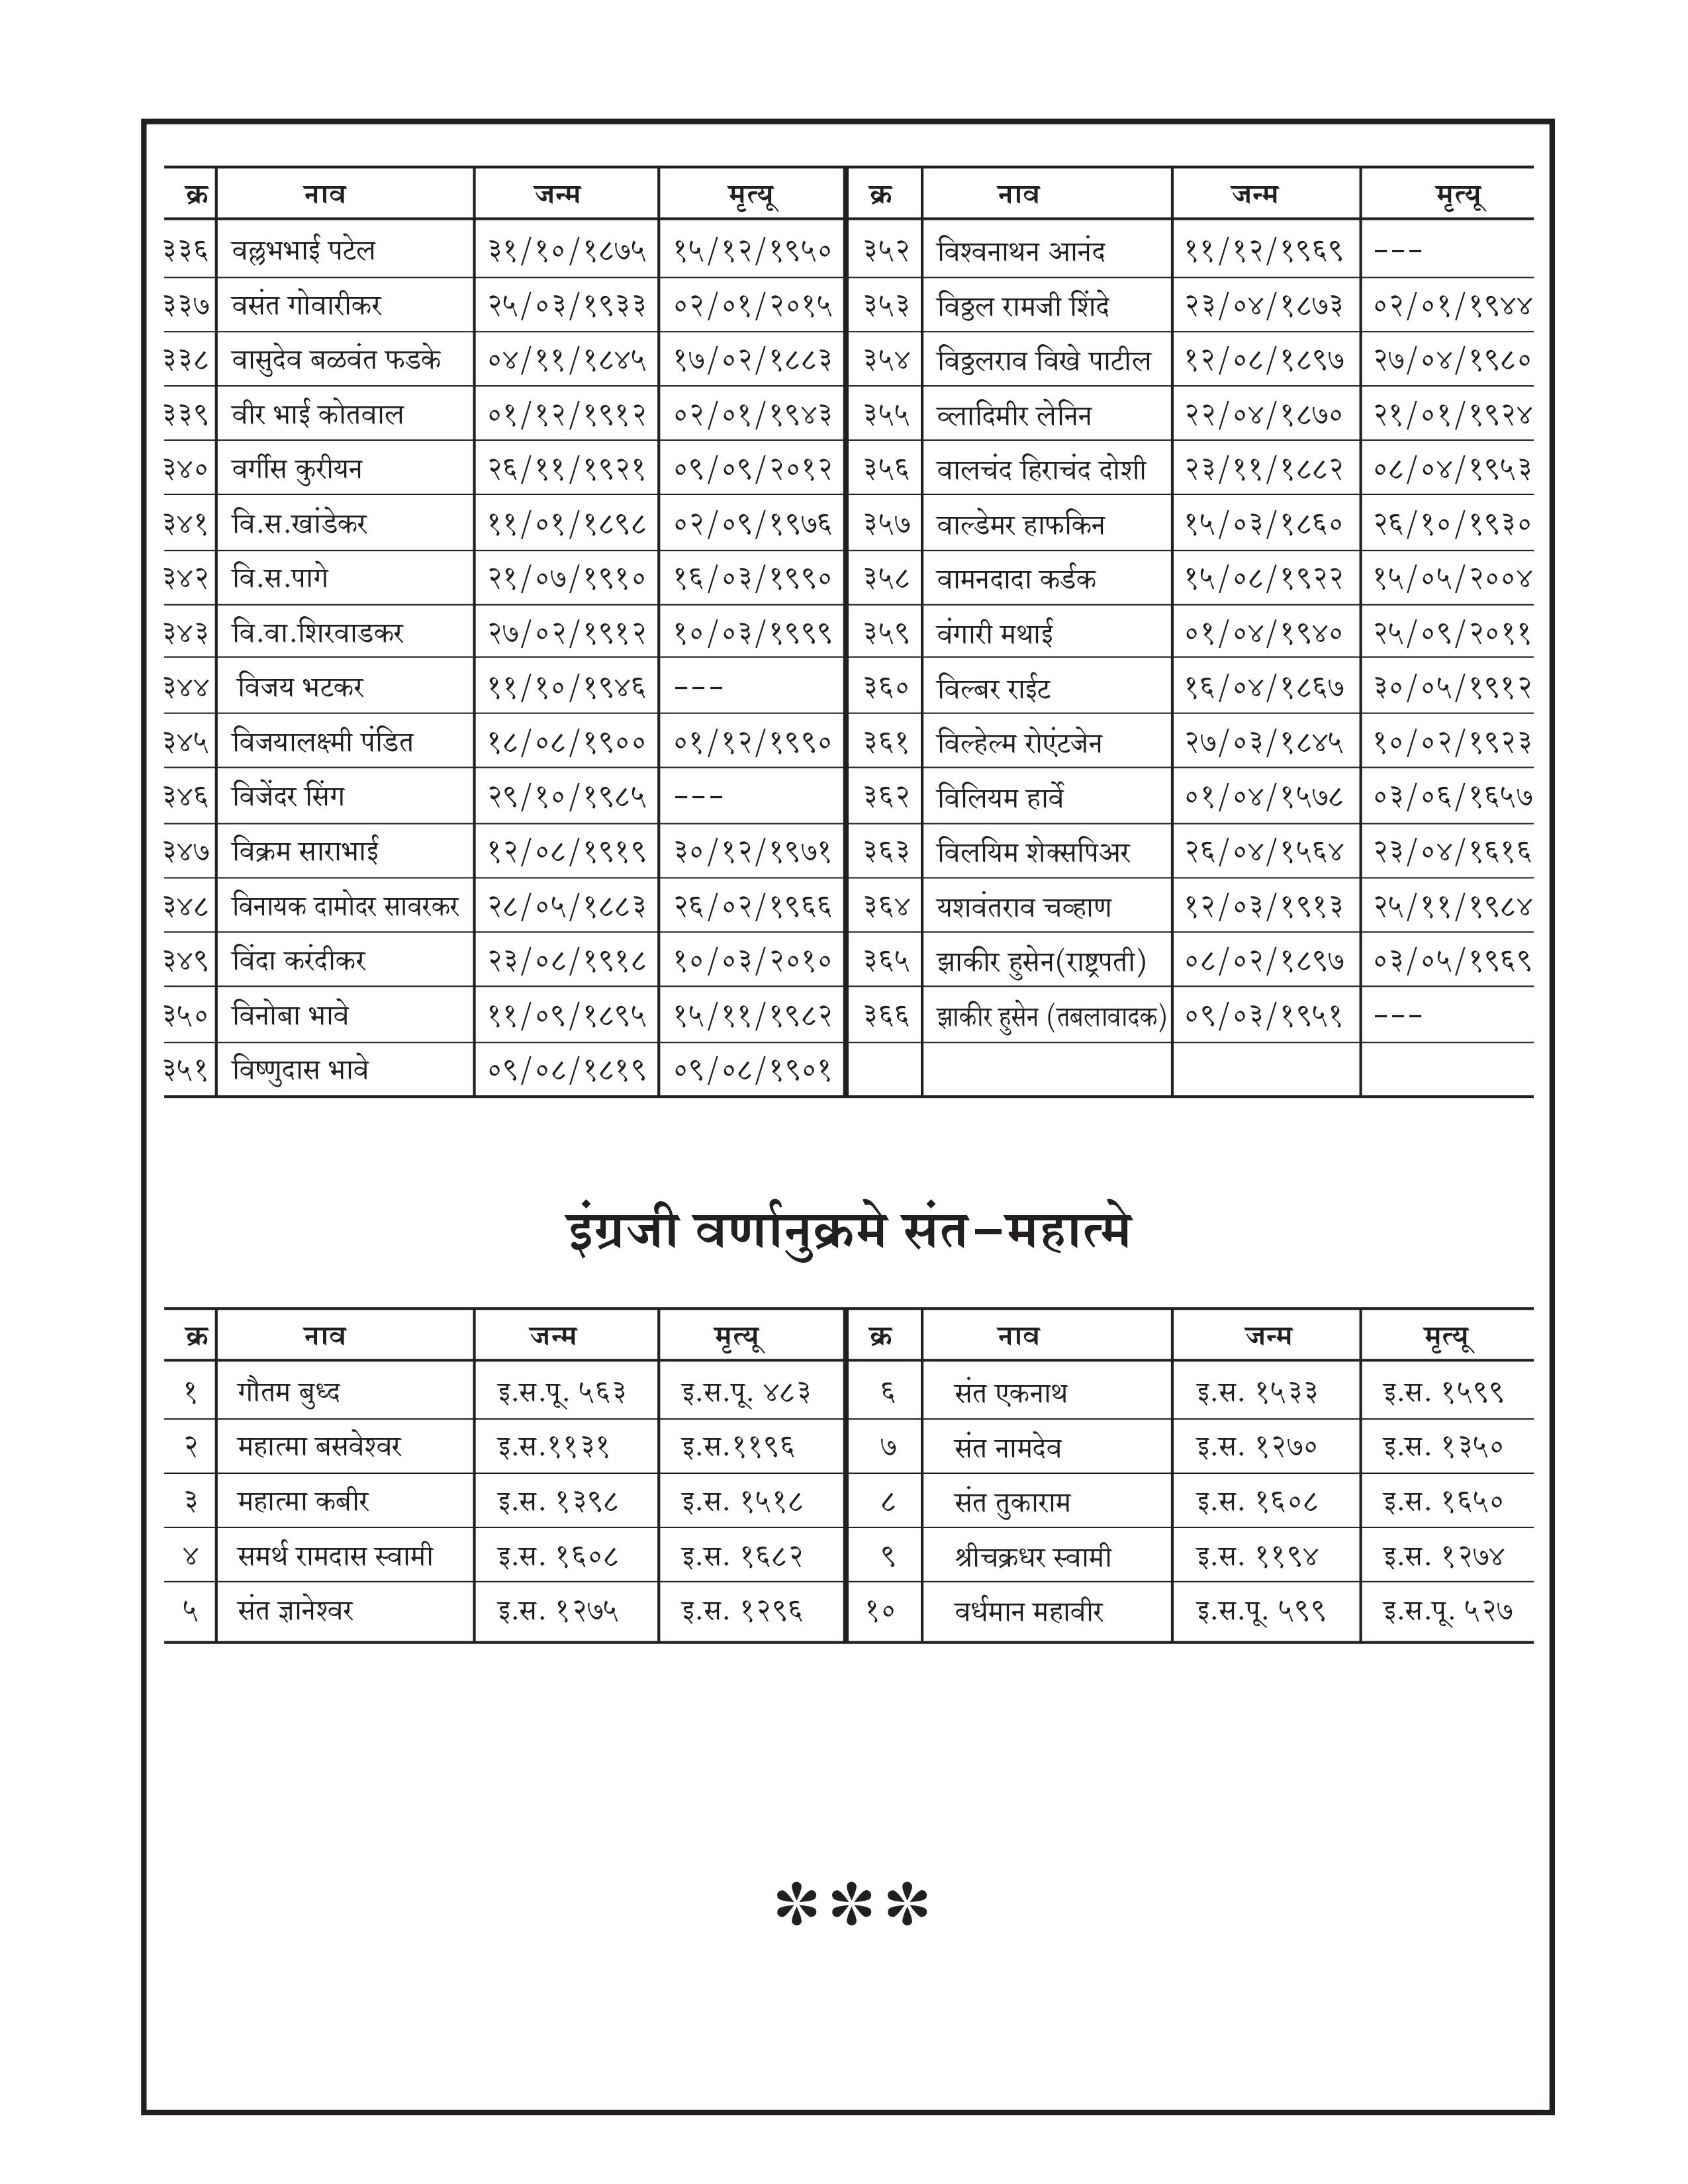 क्र नाव जन्म मृत्यू क्र नाव जन्म मृत्यू
३३६ वल्लभभाई पटेल ३१/१०/१८७५ १५/१२/१९५० ३५२ विश्वनाथन आनंद ११/१२/१९६९ ---
३३७ वसंत गोवारीकर २५/०३/१९३३ ०२/०१/२०१५ ३५३ विठ्ठल रामजी शिंदे २३/०४/१८७३ ०२/०१/१९४४
३३८ वासुदेव बळवंत फडके ०४/११/१८४५ १७/०२/१८८३ ३५४ विठ्ठलराव विखे पाटील १२/०८/१८९७ २७/०४/१९८०
३३९ वीर भाई कोतवाल ०१/१२/१९१२ ०२/०१/१९४३ ३५५ व्लादिमीर लेनिन २२/०४/१८७० २१/०१/१९२४
३४० वर्गीस कुरीयन २६/११/१९२१ ०९/०९/२०१२ ३५६ वालचंद हिराचंद दोशी २३/११/१८८२ ०८/०४/१९५३
३४१ वि.स.खांडेकर ११/०१/१८९८ ०२/०९/१९७६ ३५७ वाल्डेमर हाफकिन १५/०३/१८६० २६/१०/१९३०
३४२ वि.स.पागे २१/०७/१९१० १६/०३/१९९० ३५८ वामनदादा कर्डक १५/०८/१९२२ १५/०५/२००४
३४३ वि.वा.शिरवाडकर २७/०२/१९१२ १०/०३/१९९९ ३५९ वंगारी मथाई ०१/०४/१९४० २५/०९/२०११
३४४ विजय भटकर ११/१०/१९४६ --- ३६० विल्बर राईट १६/०४/१८६७ ३०/०५/१९१२
३४५ विजयालक्ष्मी पंडित १८/०८/१९०० ०१/१२/१९९० ३६१ विल्हेल्म रोएंटजेन २७/०३/१८४५ १०/०२/१९२३
३४६ विजेंदर सिंग २९/१०/१९८५ --- ३६२ विलियम हार्वे ०१/०४/१५७८ ०३/०६/१६५७
३४७ विक्रम साराभाई १२/०८/१९१९ ३०/१२/१९७१ ३६३ विलयिम शेक्सपिअर २६/०४/१५६४ २३/०४/१६१६
३४८ विनायक दामोदर सावरकर २८/०५/१८८३ २६/०२/१९६६ ३६४ यशवंतराव चव्हाण १२/०३/१९१३ २५/११/१९८४
३४९ विंदा करंदीकर २३/०८/१९१८ १०/०३/२०१० ३६५ झाकीर हुसेन(राष्ट्रपती) ०८/०२/१८९७ ०३/०५/१९६९
३५० विनोबा भावे ११/०९/१८९५ १५/११/१९८२ ३६६ झाकीर हुसेन (तबलावादक) ०९/०३/१९५१ ---
३५१ विष्णुदास भावे ०९/०८/१८१९ ०९/०८/१९०१
इंग्रजी वर्णानुक्रमे संत-महात्मे
क्र नाव जन्म मृत्यू क्र नाव जन्म मृत्यू
१ गौतम बुध्द इ.स.पू. ५६३ इ.स.पू. ४८३ ६ संत एकनाथ इ.स. १५३३ इ.स. १५९९
२ महात्मा बसवेश्वर इ.स.११३१ इ.स.११९६ ७ संत नामदेव इ.स. १२७० इ.स. १३५०
३ महात्मा कबीर इ.स. १३९८ इ.स. १५१८ ८ संत तुकाराम इ.स. १६०८ इ.स. १६५०
४ समर्थ रामदास स्वामी इ.स. १६०८ इ.स. १६८२ ९ श्रीचक्रधर स्वामी इ.स. ११९४ इ.स. १२७४
५ संत ज्ञानेश्वर इ.स. १२७५ इ.स. १२९६ १० वर्धमान महावीर इ.स.पू. ५९९ इ.स.पू. ५२७
***